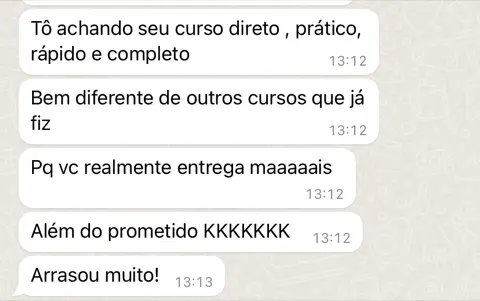 Tô achando seu curso direto , prático,
rápido e completo
13:12
Bem diferente de outros cursos que já
fiz
13:12
Pq vc realmente entrega maaaaais
13:12
Além do prometido KKKKKKK
13:12
Arrasou muito!
13:13